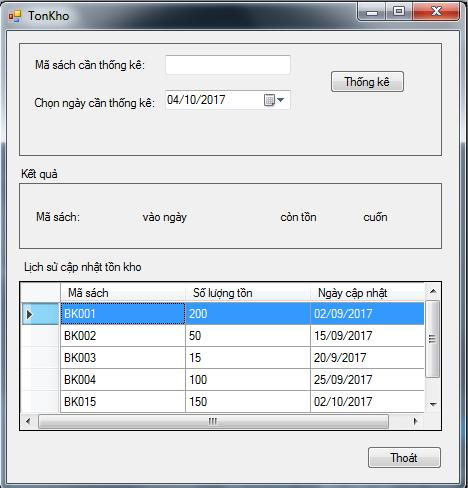 TonKho
Mã sách cần thống kê:
Thống kê
Chọn ngày cần thống kê: 04/10/2017
Kết quả
Mã sách: vào ngày còn tồn cuốn
Lịch sử cập nhật tồn kho
Mã sách Số lượng tồn Ngày cập nhật
BK001 200 02/09/2017
BK002 50 15/09/2017
BK003 15 20/9/2017
BK004 100 25/09/2017
BK015 150 02/10/2017
Thoát